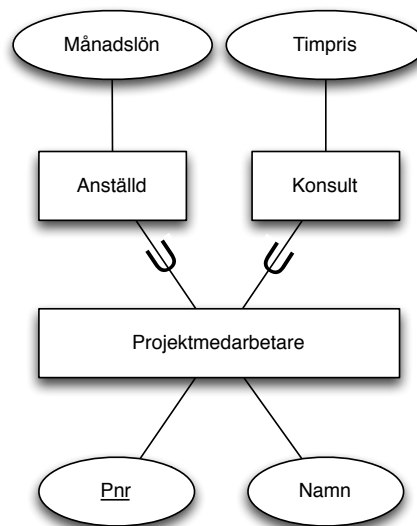 Månadslön
Timpris
Anställd
Konsult
Projektmedarbetare
Pnr
Namn